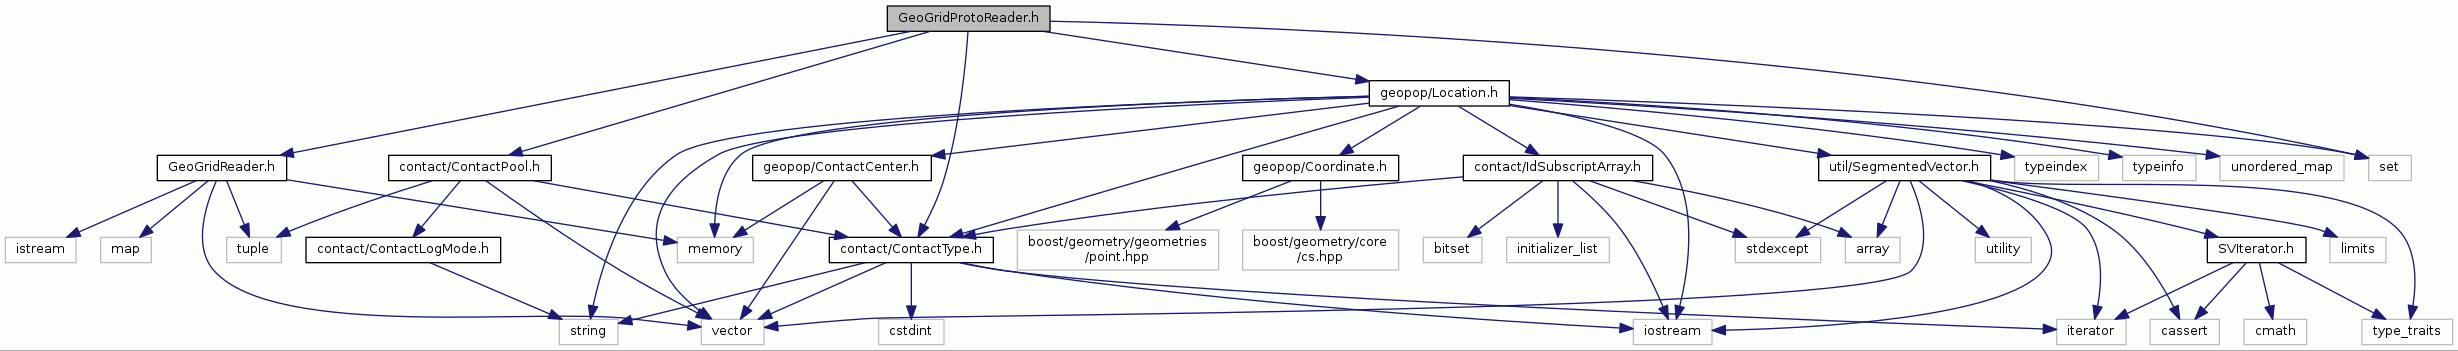 GeoGridProtoReader.h
geopop/Location.h
GeoGridReader.h
contact/ContactPool.h
geopop/ContactCenter.h
geopop/Coordinate.h
contact/IdSubscriptArray.h
util/SegmentedVector.h
typeindex
typeinfo
unordered_map
set
istream
map
tuple
contact/ContactLogMode.h
memory
contact/ContactType.h
boost/geometry/geometries
/point.hpp
boost/geometry/core
/cs.hpp
bitset
initializer_list
stdexcept
array
utility
SVIterator.h
limits
string
vector
cstdint
iostream
iterator
cassert
cmath
type_traits